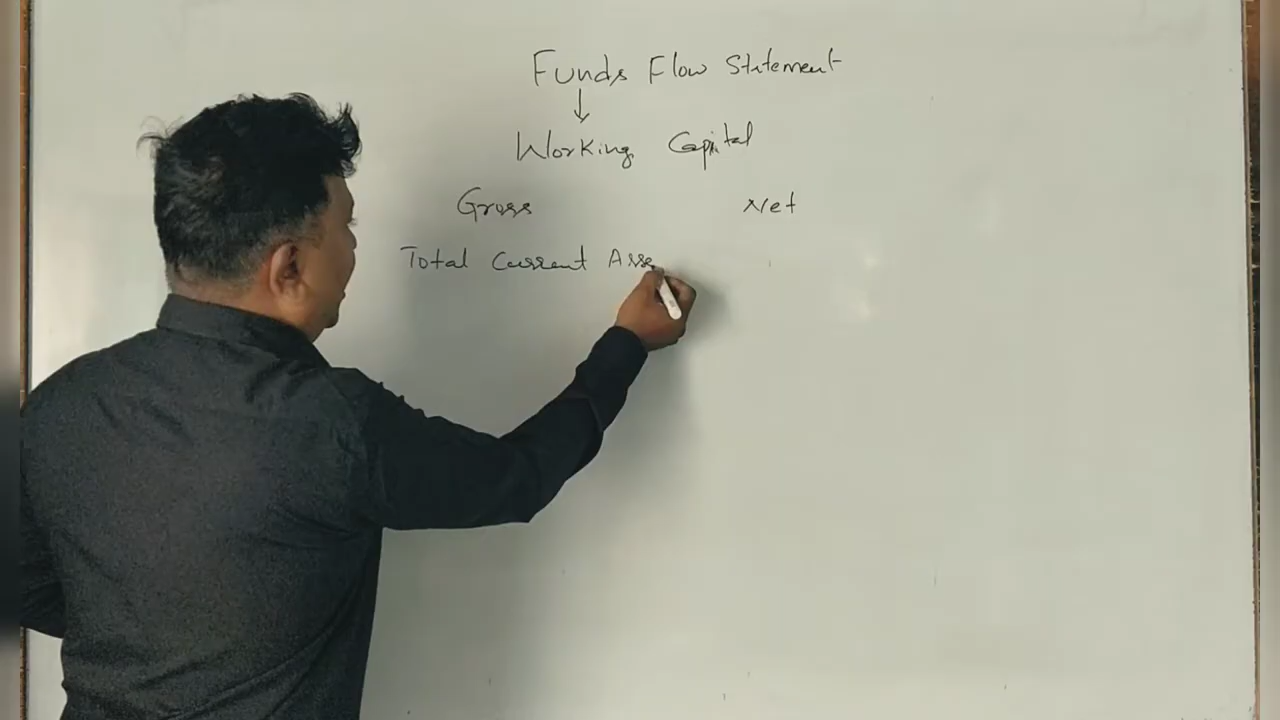 Funds Flow Statement
↓
Working Capital
Gross Net
Total Current Asse